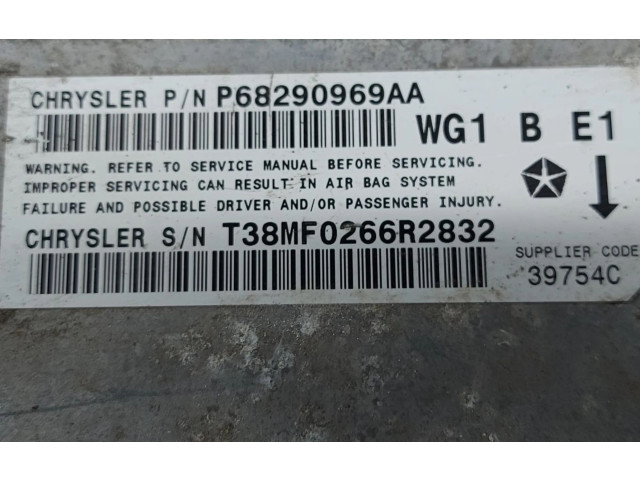 CHRYSLER P/N P68290969AA
WG1 B E1
WARNING. REFER TO SERVICE MANUAL BEFORE SERVICING.
IMPROPER SERVICING CAN RESULT IN AIR BAG SYSTEM
FAILURE AND POSSIBLE DRIVER AND/OR PASSENGER INJURY.
CHRYSLER S/N T38MF0266R2832
SUPPLIER CODE
39754C